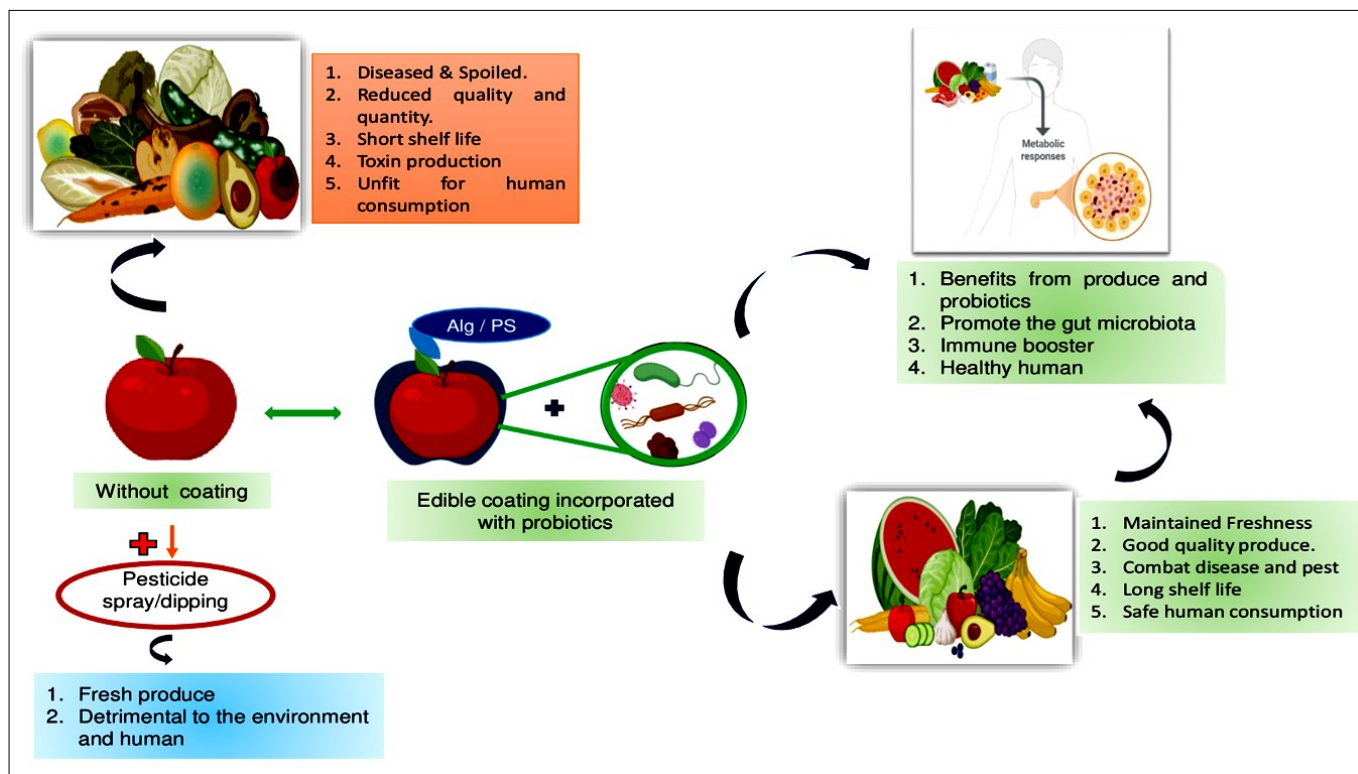 1. Diseased & Spoiled.
2. Reduced quality and
quantity.
3. Short shelf life
4. Toxin production
5. Unfit for human
consumption
Metabolic
responses
1. Benefits from produce and
probiotics
2. Promote the gut microbiota
3. Immune booster
4. Healthy human
Alg / PS
Without coating
Edible coating incorporated
with probiotics
Pesticide
spray/dipping
1. Fresh produce
2. Detrimental to the environment
and human
1. Maintained Freshness
2. Good quality produce.
3. Combat disease and pest
4. Long shelf life
5. Safe human consumption